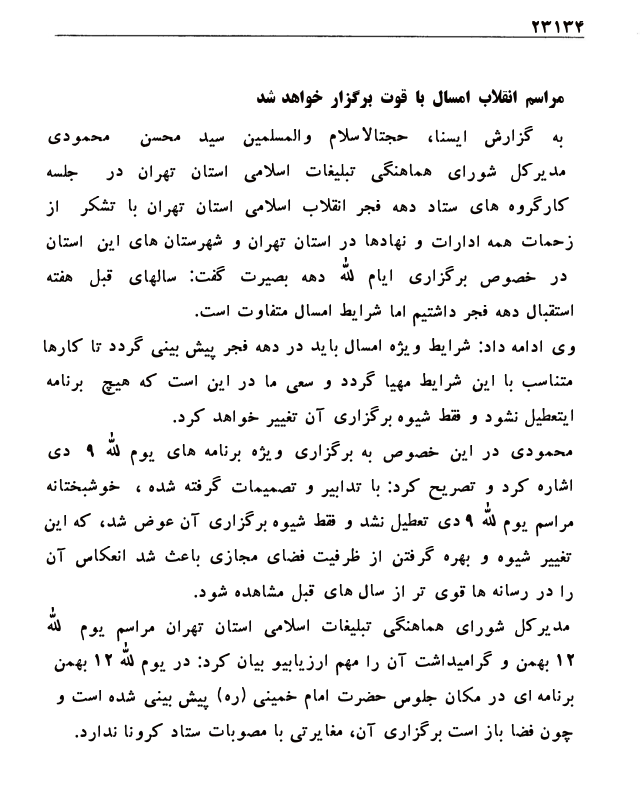 ۲۳۱۳۴
مراسم انقلاب امسال با قوت برگزار خواهد شد
به گزارش ایسنا، حجتالاسلام والمسلمین سید محسن محمودی
مدیرکل شورای هماهنگی تبلیغات اسلامی استان تهران در جلسه
کارگروه های ستاد دهه فجر انقلاب اسلامی استان تهران با تشکر از
زحمات همه ادارات و نهادها در استان تهران و شهرستان های این استان
در خصوص برگزاری ایام الله دهه بصیرت گفت: سالهای قبل هفته
استقبال دهه فجر داشتیم اما شرایط امسال متفاوت است.
وی ادامه داد: شرایط ویژه امسال باید در دهه فجر پیش بینی گردد تا کارها
متناسب با این شرایط مهیا گردد و سعی ما در این است که هیچ برنامه
ایتعطیل نشود و فقط شیوه برگزاری آن تغییر خواهد کرد.
محمودی در این خصوص به برگزاری ویژه برنامه های یوم الله ۹ دی
اشاره کرد و تصریح کرد: با تدابیر و تصمیمات گرفته شده ، خوشبختانه
مراسم یوم الله ۹ دی تعطیل نشد و فقط شیوه برگزاری آن عوض شد، که این
تغییر شیوه و بهره گرفتن از ظرفیت فضای مجازی باعث شد انعکاس آن
را در رسانه ها قوی تر از سال های قبل مشاهده شود.
مدیرکل شورای هماهنگی تبلیغات اسلامی استان تهران مراسم یوم الله
۱۲ بهمن و گرامیداشت آن را مهم ارزیابیو بیان کرد: در یوم الله ۱۲ بهمن
برنامه ای در مکان جلوس حضرت امام خمینی (ره) پیش بینی شده است و
چون فضا باز است برگزاری آن، مغایرتی با مصوبات ستاد کرونا ندارد.